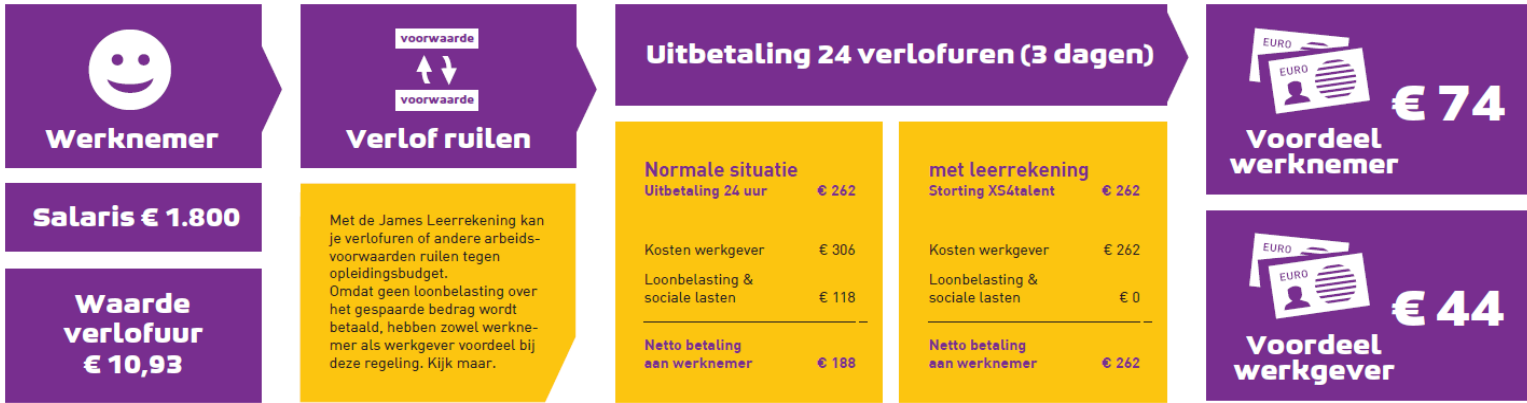 Werknemer
Salaris € 1.800
Waarde
verlofuur
€ 10,93
voorwaarde
voorwaarde
Verlof ruilen
Met de James Leerrekening kan
je verlofuren of andere arbeids-
voorwaarden ruilen tegen
opleidingsbudget.
Omdat geen loonbelasting over
het gespaarde bedrag wordt
betaald, hebben zowel werkne-
mer als werkgever voordeel bij
deze regeling. Kijk maar.
Uitbetaling 24 verlofuren (3 dagen)
Normale situatie
Uitbetaling 24 uur € 262
Kosten werkgever € 306
Loonbelasting &
sociale lasten € 118
Netto betaling
aan werknemer € 188
met leerrekening
Storting XS4talent € 262
Kosten werkgever € 262
Loonbelasting &
sociale lasten € 0
Netto betaling
aan werknemer € 262
EURO
EURO
€ 74
Voordeel
werknemer
EURO
EURO
€ 44
Voordeel
werkgever